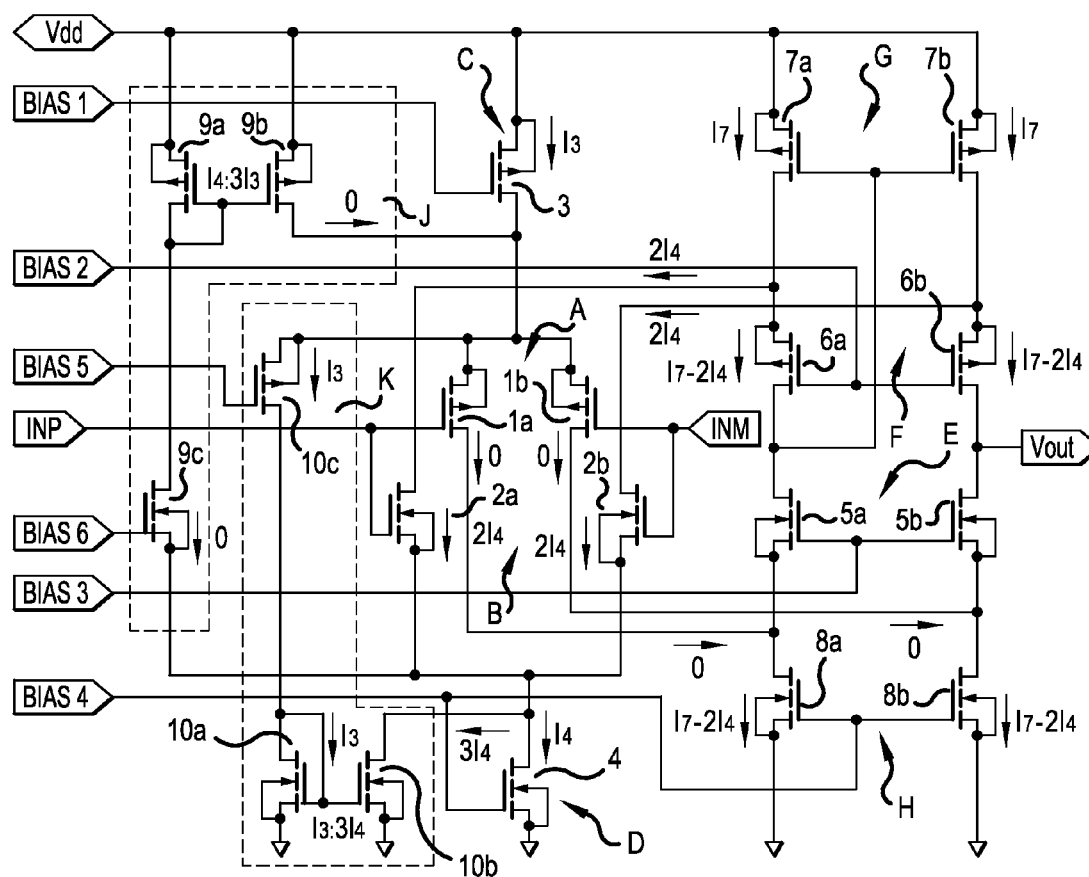 Vdd
7a G 7b
C
BIAS 1
9a 9b
I7 I7
I3
I4:3I3
3
0 J
BIAS 2
2I4
6b
A
2I4
6a
I7-2I4 I7-2I4
BIAS 5
I3
K
1b
F
E
INP
1a
INM
Vout
10c
0 0
9c
2b
2a
5a 5b
BIAS 6
0
2I4 2I4
BIAS 3
B
8a
0 0
BIAS 4
8b
10a
I3
3I4
I4
I7-2I4 I7-2I4
4
I3:3I4
H
D
10b